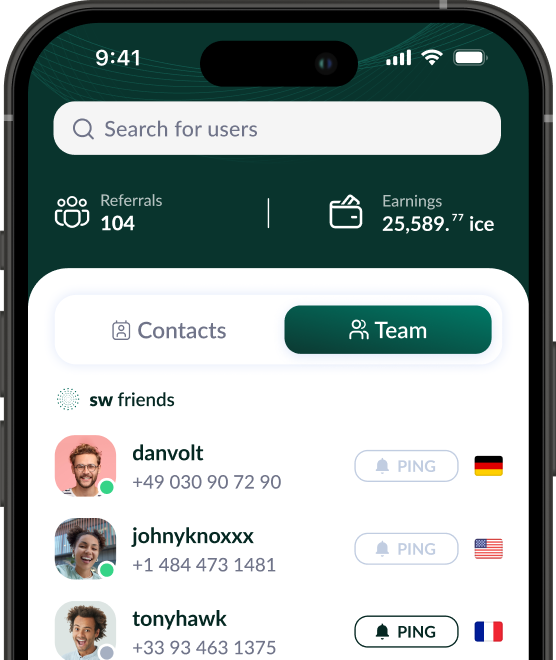 9:41
Search for users
Referrals
104
Earnings
25,589.⁷⁷ ice
Contacts
Team
sw friends
danvolt
+49 030 90 72 90
PING
johnyknoxxx
+1 484 473 1481
PING
tonyhawk
+33 93 463 1375
PING